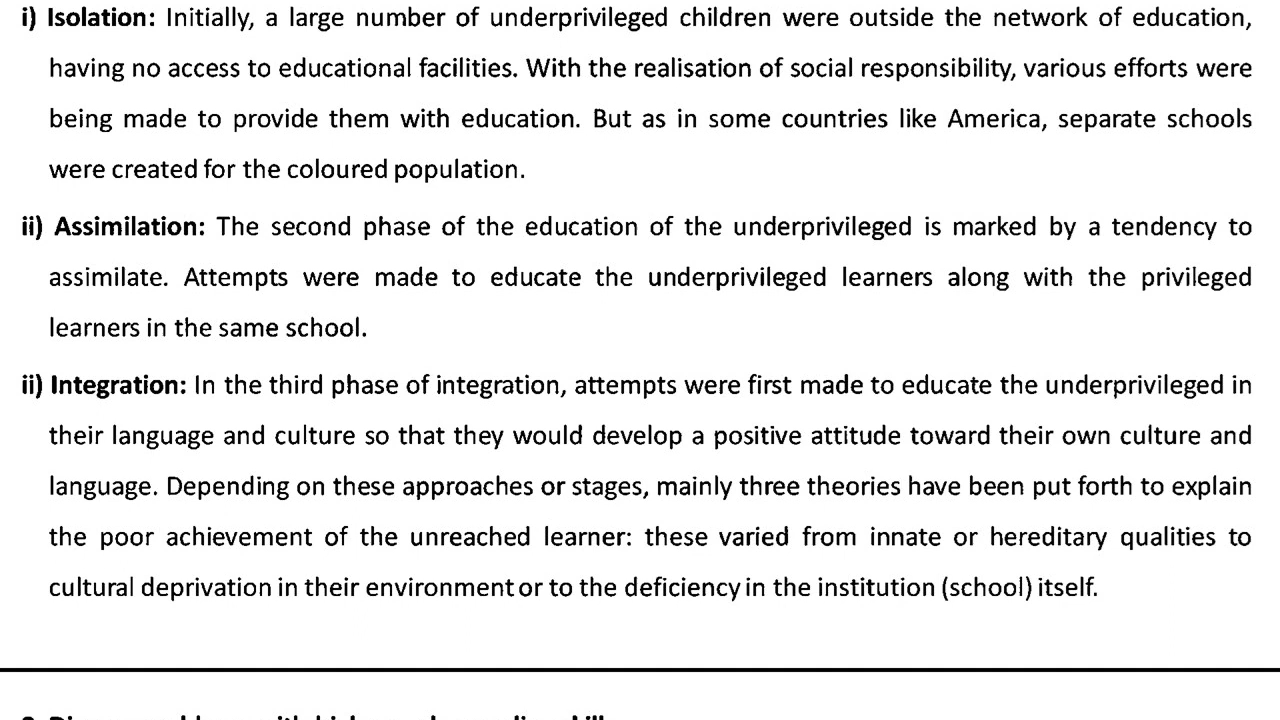 i) Isolation: Initially, a large number of underprivileged children were outside the network of education,
having no access to educational facilities. With the realisation of social responsibility, various efforts were
being made to provide them with education. But as in some countries like America, separate schools
were created for the coloured population.
ii) Assimilation: The second phase of the education of the underprivileged is marked by a tendency to
assimilate. Attempts were made to educate the underprivileged learners along with the privileged
learners in the same school.
ii) Integration: In the third phase of integration, attempts were first made to educate the underprivileged in
their language and culture so that they would develop a positive attitude toward their own culture and
language. Depending on these approaches or stages, mainly three theories have been put forth to explain
the poor achievement of the unreached learner: these varied from innate or hereditary qualities to
cultural deprivation in their environment or to the deficiency in the institution (school) itself.